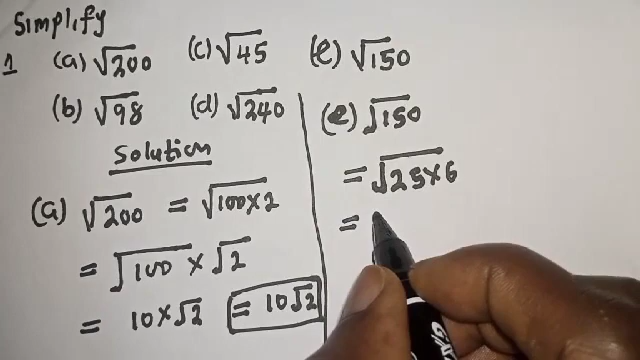 Simplify
1 (a) √200 (c) √45 (e) √150
(b) √98 (d) √240
Solution
(a) √200 = √100×2
= √100 × √2
= 10×√2 = 10√2
(e) √150
= √25×6
=